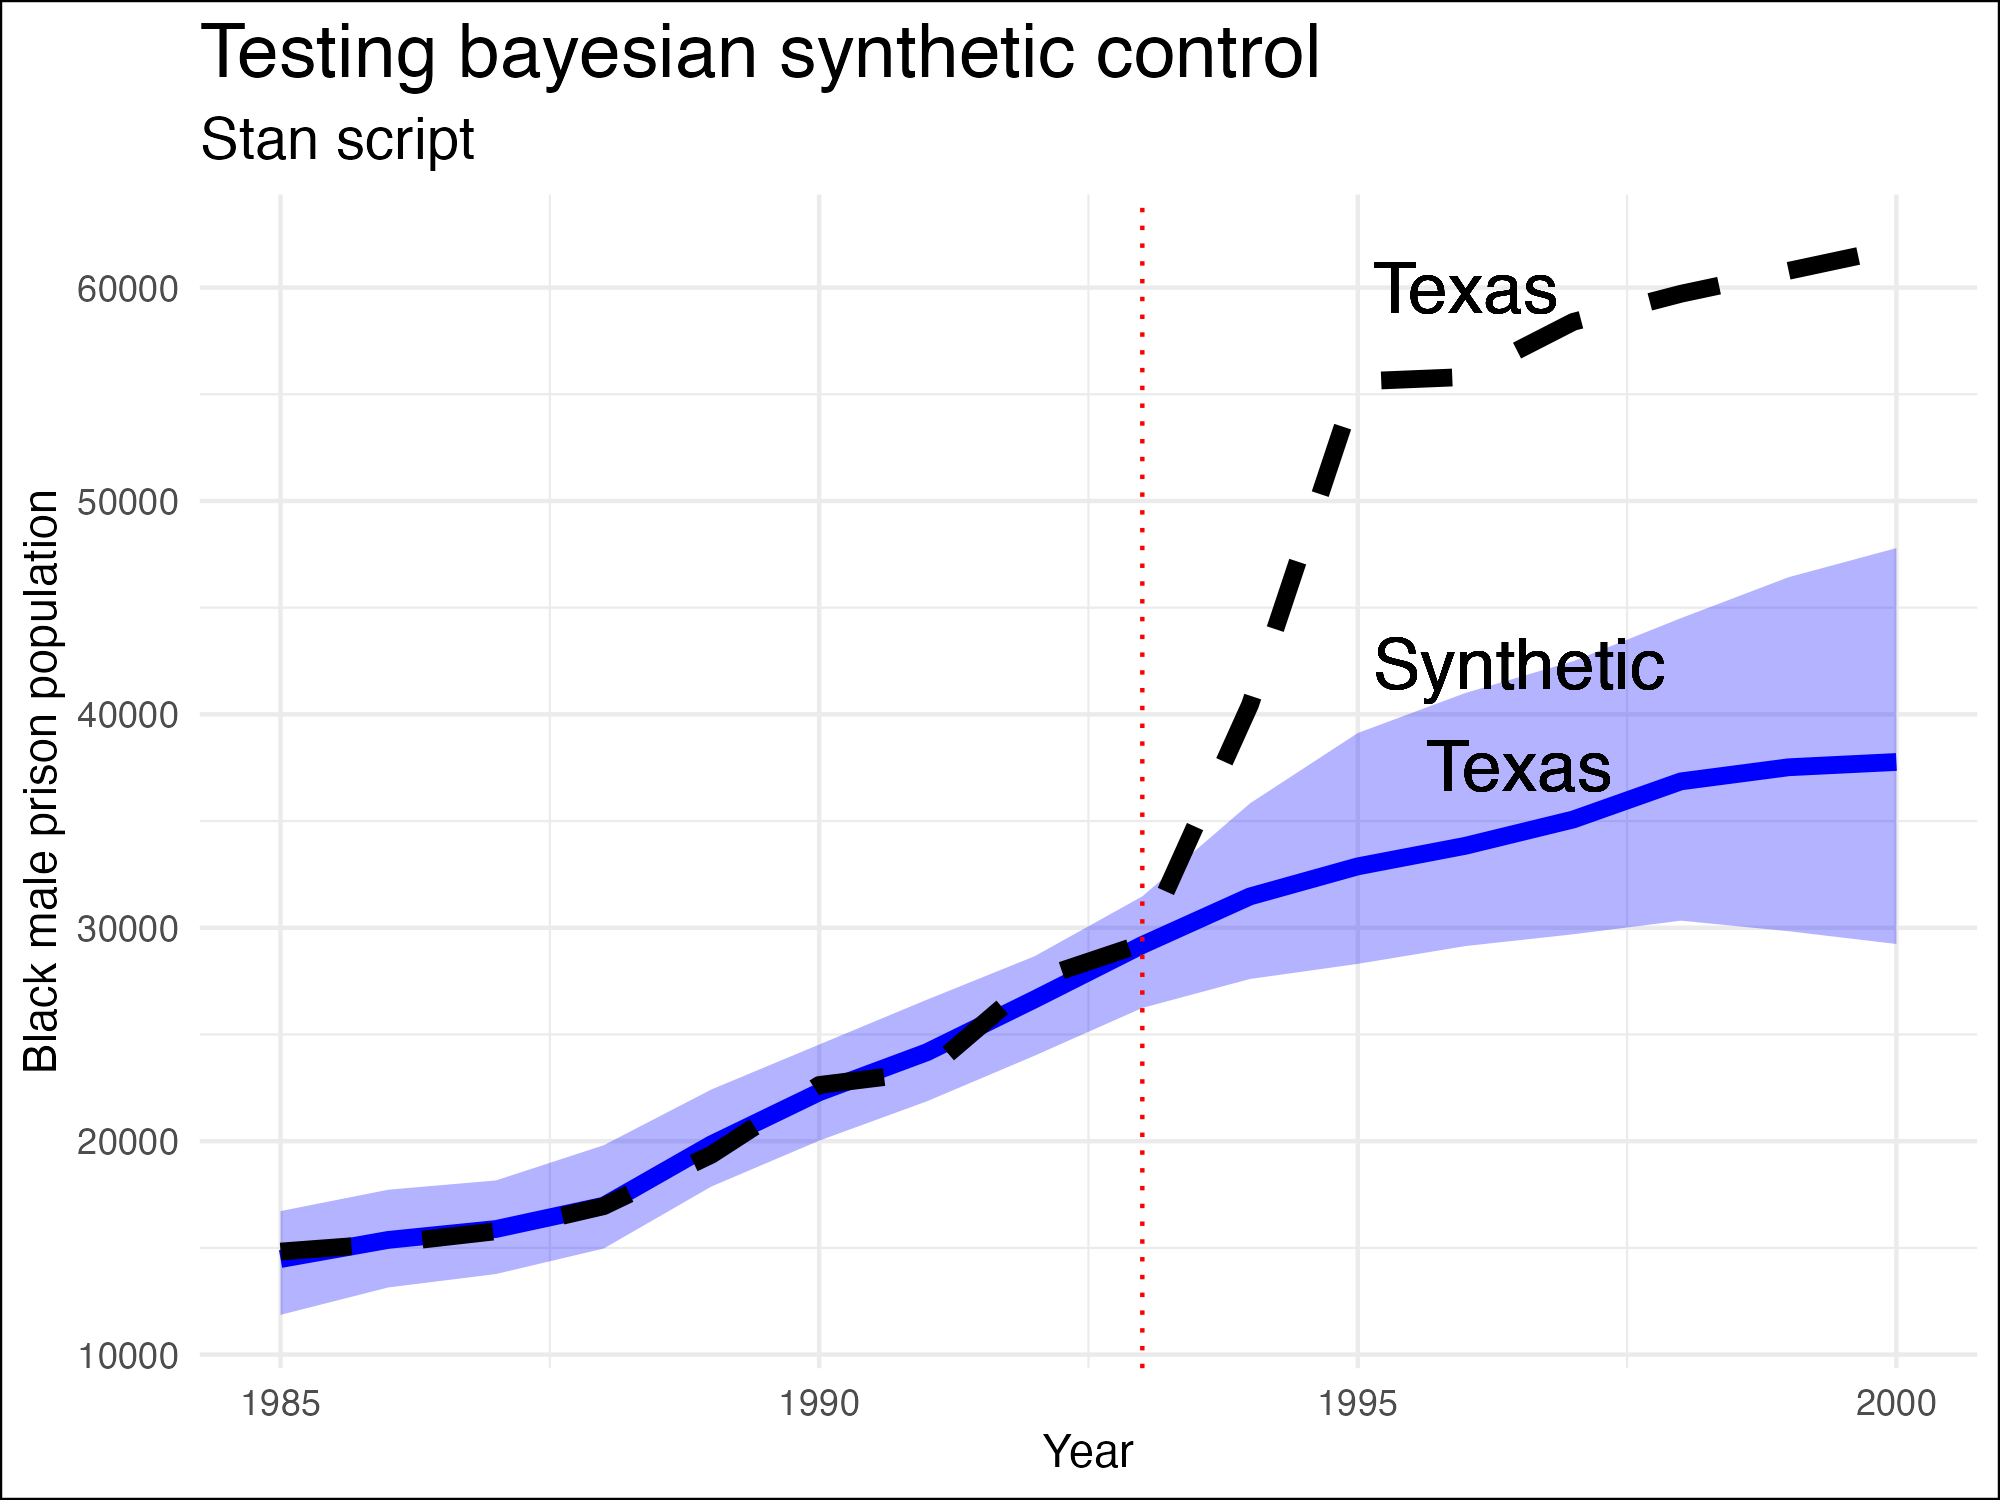 Testing bayesian synthetic control
Stan script
Black male prison population
60000
50000
40000
30000
20000
10000
Texas
Synthetic
Texas
1985
1990
1995
2000
Year